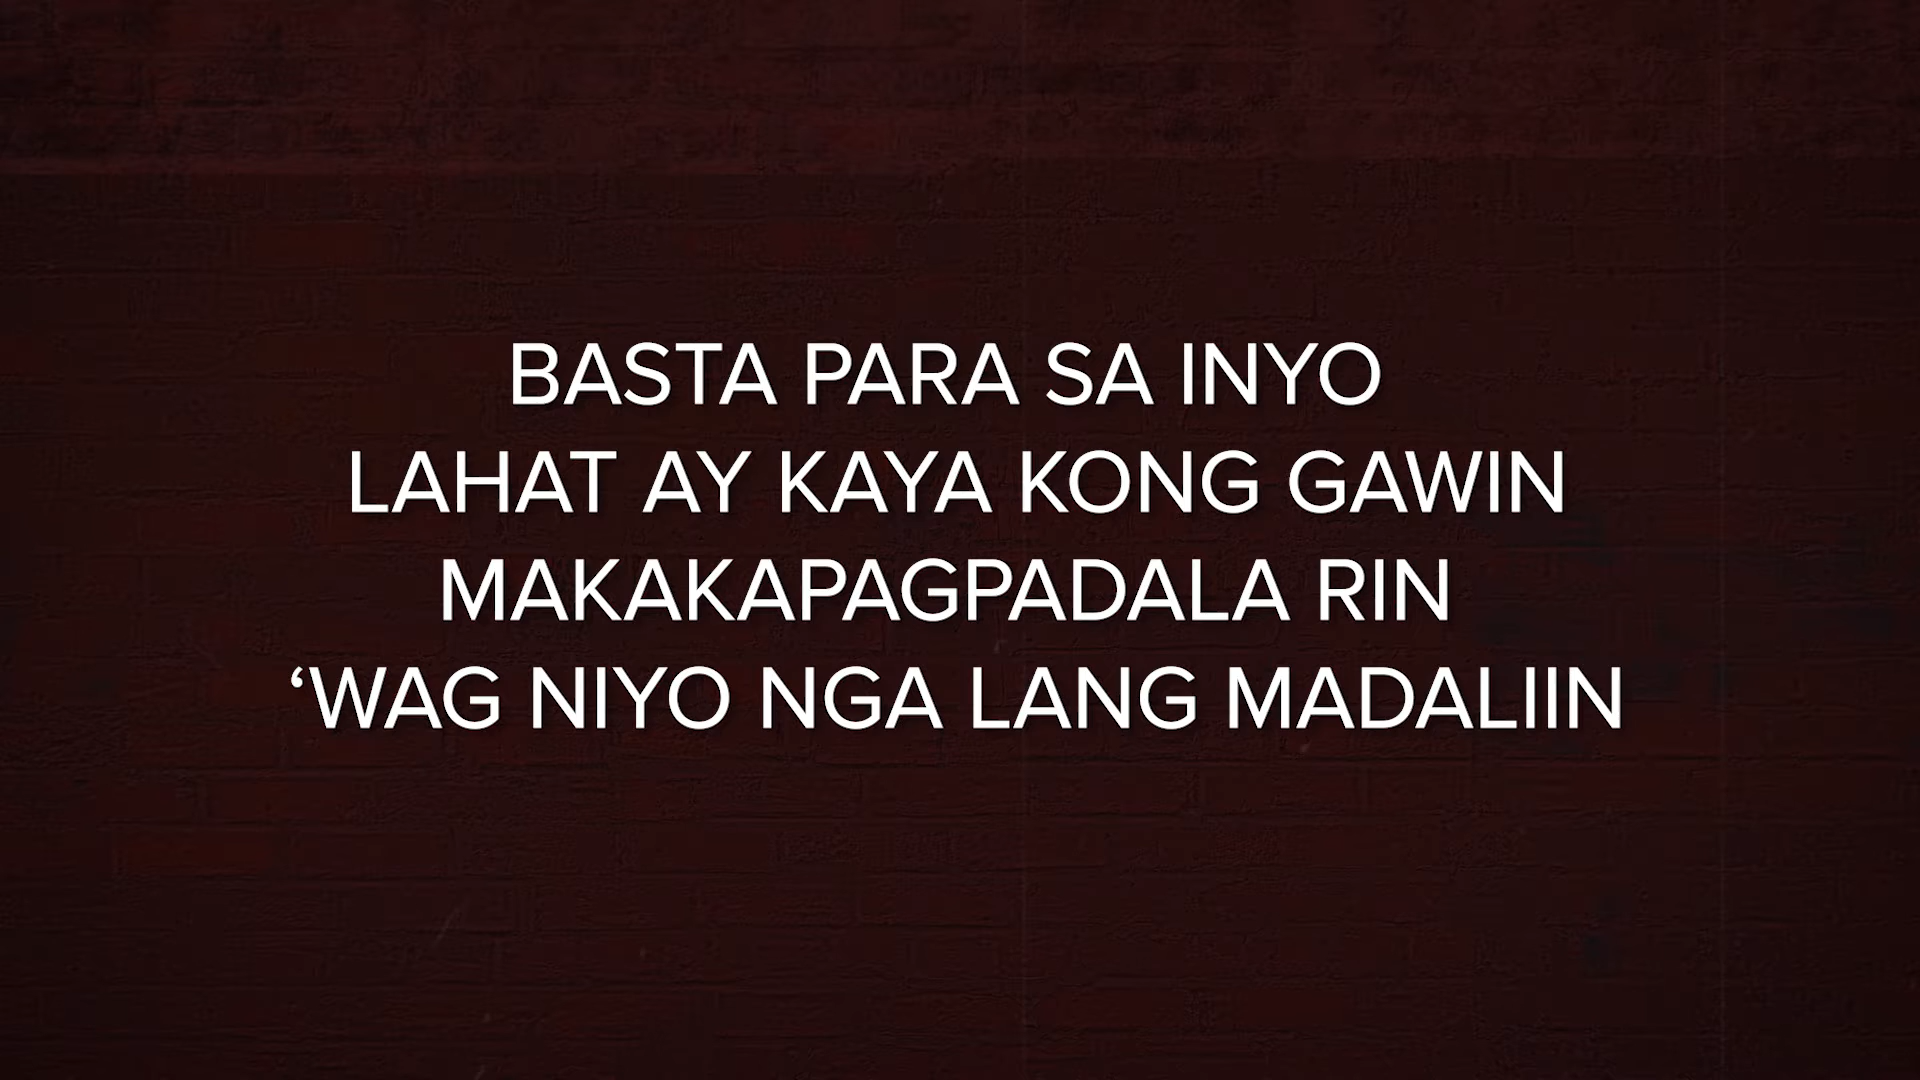 BASTA PARA SA INYO
LAHAT AY KAYA KONG GAWIN
MAKAKAPAGPADALA RIN
‘WAG NIYO NGA LANG MADALIIN